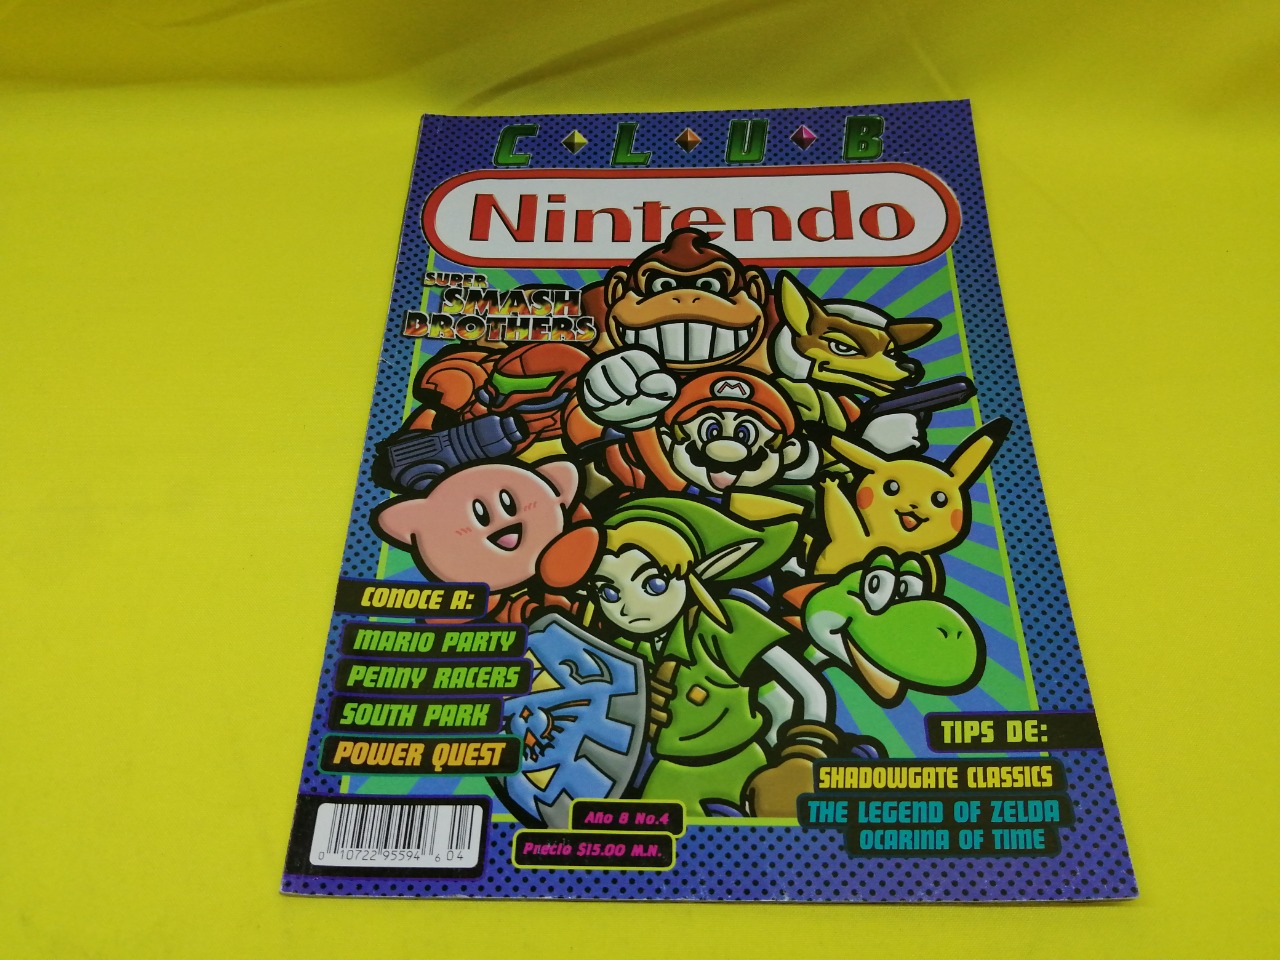 CLUB
Nintendo
SUPER
SMASH
BROTHERS
M
CONOCE A:
MARIO PARTY
PENNY RACERS
SOUTH PARK
POWER QUEST
TIPS DE:
SHADOWGATE CLASSICS
THE LEGEND OF ZELDA
OCARINA OF TIME
Año 8 No.4
Precio $15.00 M.N.
0 10722 95594 6 04